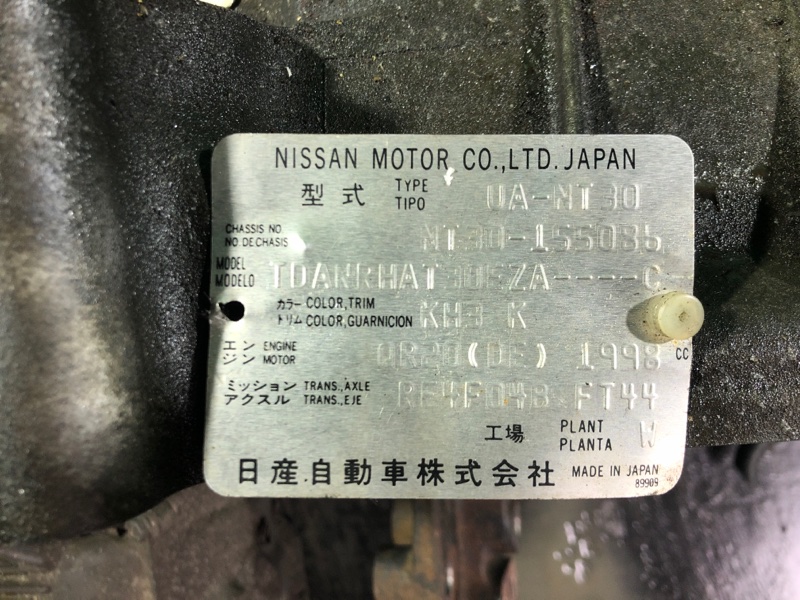 NISSAN MOTOR CO.,LTD. JAPAN
型式 TYPE TIPO UA-NT30
CHASSIS NO. NO. DE CHASIS NT30-155086
MODEL MODELO TDANRHAT30EZA----C-
カラー COLOR,TRIM トリム COLOR,GUARNICION KH3 K
エンジン ENGINE MOTOR QR20(DE) 1998 CC
ミッション TRANS.,AXLE アクスル TRANS.,EJE RE4F04B FT44
工場 PLANT PLANTA W
日産自動車株式会社 MADE IN JAPAN
89909